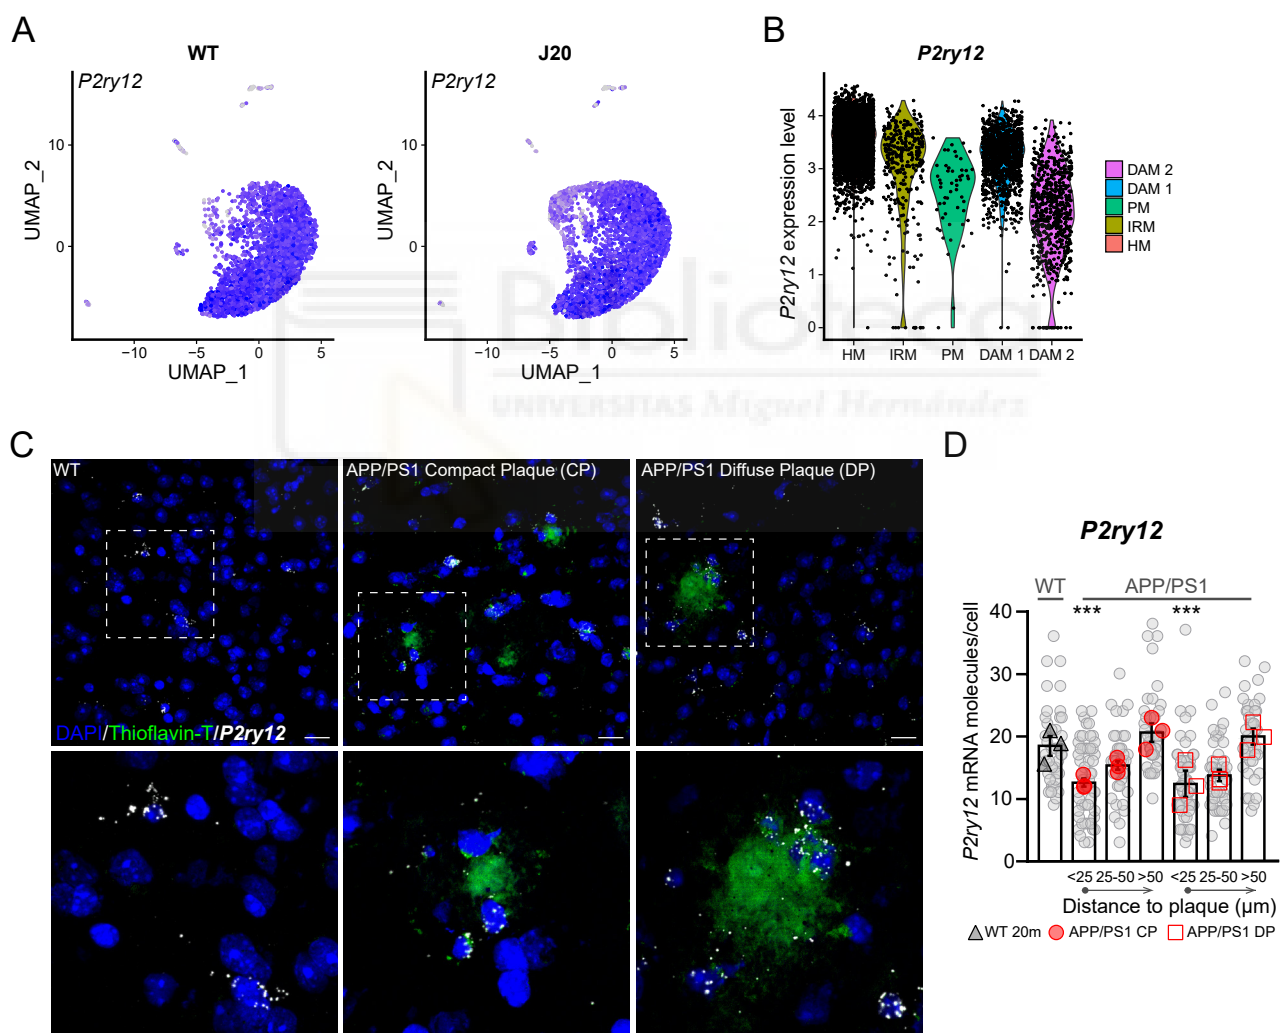 A
WT
J20
P2ry12
P2ry12
UMAP_2
10
0
−10
−5
0
5
UMAP_1
UMAP_2
10
0
−10
−5
0
5
UMAP_1
B
P2ry12
P2ry12 expression level
4
3
2
1
0
HM
IRM
PM
DAM 1
DAM 2
DAM 2
DAM 1
PM
IRM
HM
Biblioteca
UNIVERSITAS Miguel Hernández
C
WT
APP/PS1 Compact Plaque (CP)
APP/PS1 Diffuse Plaque (DP)
DAPI/Thioflavin-T/P2ry12
D
P2ry12
WT
APP/PS1
P2ry12 mRNA molecules/cell
40
30
20
10
0
***
***
<25 25-50 >50 <25 25-50 >50
Distance to plaque (µm)
WT 20m APP/PS1 CP APP/PS1 DP